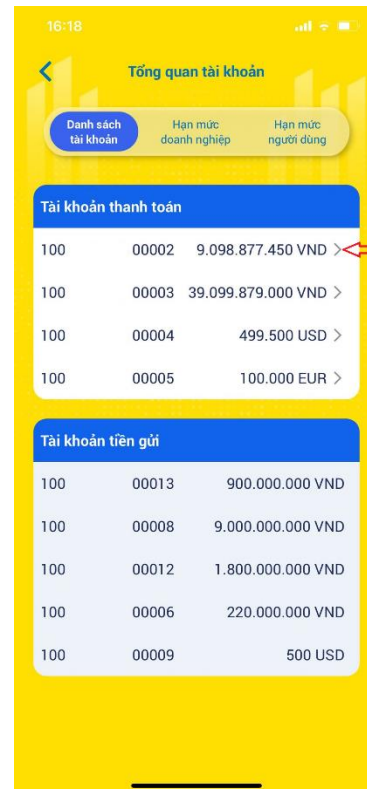 16:18
Tổng quan tài khoản
Danh sách tài khoản
Hạn mức doanh nghiệp
Hạn mức người dùng
Tài khoản thanh toán
100 00002 9.098.877.450 VND
100 00003 39.099.879.000 VND
100 00004 499.500 USD
100 00005 100.000 EUR
Tài khoản tiền gửi
100 00013 900.000.000 VND
100 00008 9.000.000.000 VND
100 00012 1.800.000.000 VND
100 00006 220.000.000 VND
100 00009 500 USD